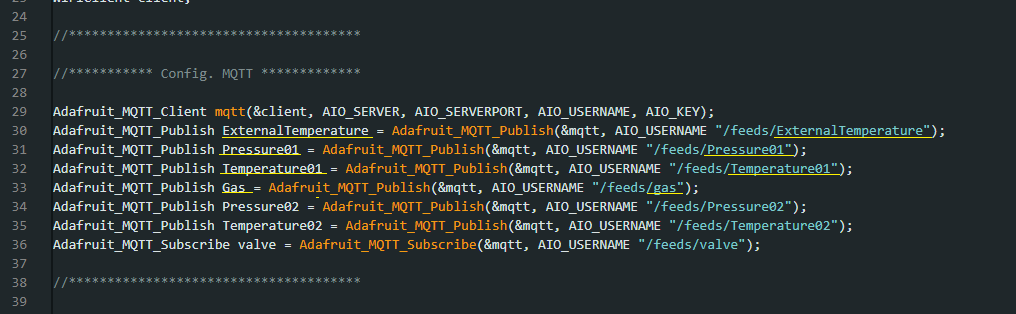 24
25 //**************************************
26
27 //*********** Config. MQTT *************
28
29 Adafruit_MQTT_Client mqtt(&client, AIO_SERVER, AIO_SERVERPORT, AIO_USERNAME, AIO_KEY);
30 Adafruit_MQTT_Publish ExternalTemperature = Adafruit_MQTT_Publish(&mqtt, AIO_USERNAME "/feeds/ExternalTemperature");
31 Adafruit_MQTT_Publish Pressure01 = Adafruit_MQTT_Publish(&mqtt, AIO_USERNAME "/feeds/Pressure01");
32 Adafruit_MQTT_Publish Temperature01 = Adafruit_MQTT_Publish(&mqtt, AIO_USERNAME "/feeds/Temperature01");
33 Adafruit_MQTT_Publish Gas = Adafruit_MQTT_Publish(&mqtt, AIO_USERNAME "/feeds/gas");
34 Adafruit_MQTT_Publish Pressure02 = Adafruit_MQTT_Publish(&mqtt, AIO_USERNAME "/feeds/Pressure02");
35 Adafruit_MQTT_Publish Temperature02 = Adafruit_MQTT_Publish(&mqtt, AIO_USERNAME "/feeds/Temperature02");
36 Adafruit_MQTT_Subscribe valve = Adafruit_MQTT_Subscribe(&mqtt, AIO_USERNAME "/feeds/valve");
37
38 //**************************************
39